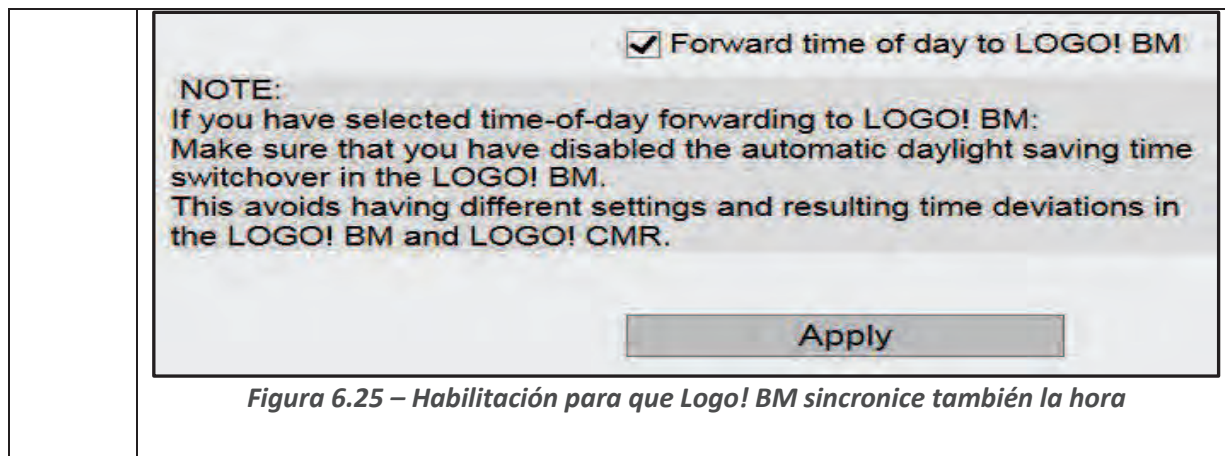 Forward time of day to LOGO! BM
NOTE:
If you have selected time-of-day forwarding to LOGO! BM:
Make sure that you have disabled the automatic daylight saving time
switchover in the LOGO! BM.
This avoids having different settings and resulting time deviations in
the LOGO! BM and LOGO! CMR.
Apply
Figura 6.25 – Habilitación para que Logo! BM sincronice también la hora